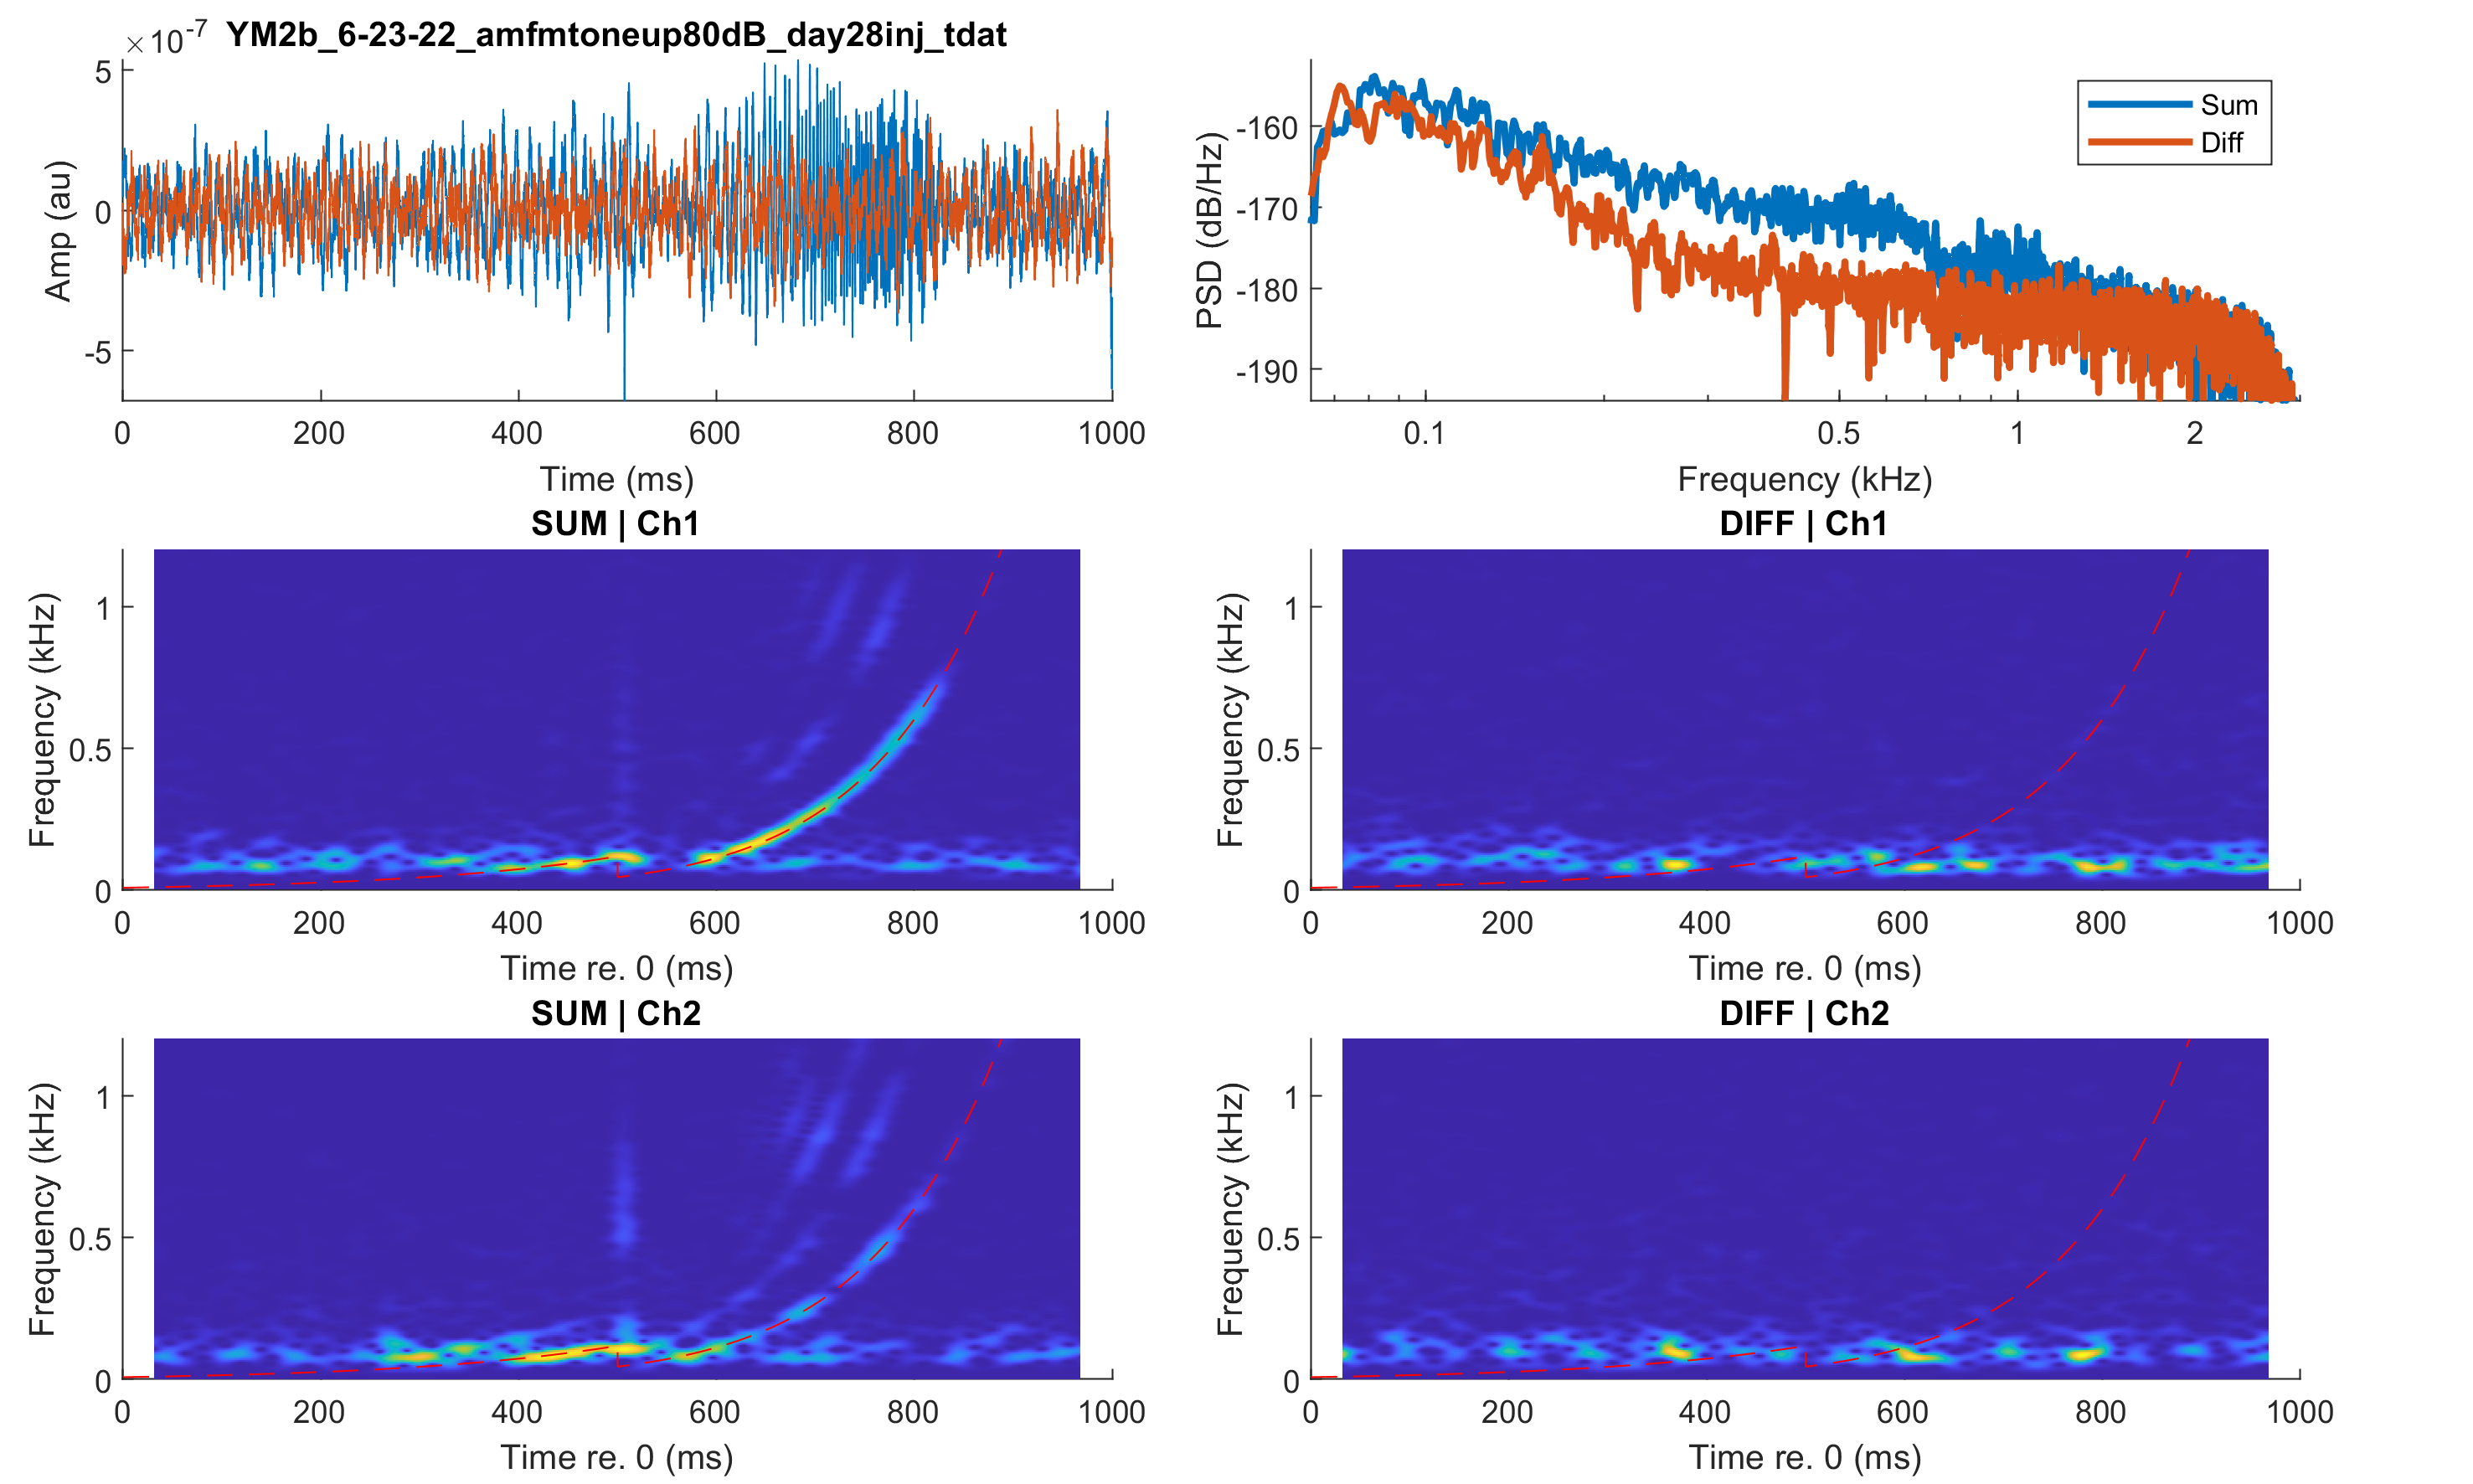 ×10-7 YM2b_6-23-22_amfmtoneup80dB_day28inj_tdat
5
0
-5
Amp (au)
0 200 400 600 800 1000
Time (ms)
-160
-170
-180
-190
PSD (dB/Hz)
Sum
Diff
0.1 0.5 1 2
Frequency (kHz)
SUM | Ch1
1
0.5
0
Frequency (kHz)
0 200 400 600 800 1000
Time re. 0 (ms)
DIFF | Ch1
1
0.5
0
Frequency (kHz)
0 200 400 600 800 1000
Time re. 0 (ms)
SUM | Ch2
1
0.5
0
Frequency (kHz)
0 200 400 600 800 1000
Time re. 0 (ms)
DIFF | Ch2
1
0.5
0
Frequency (kHz)
0 200 400 600 800 1000
Time re. 0 (ms)